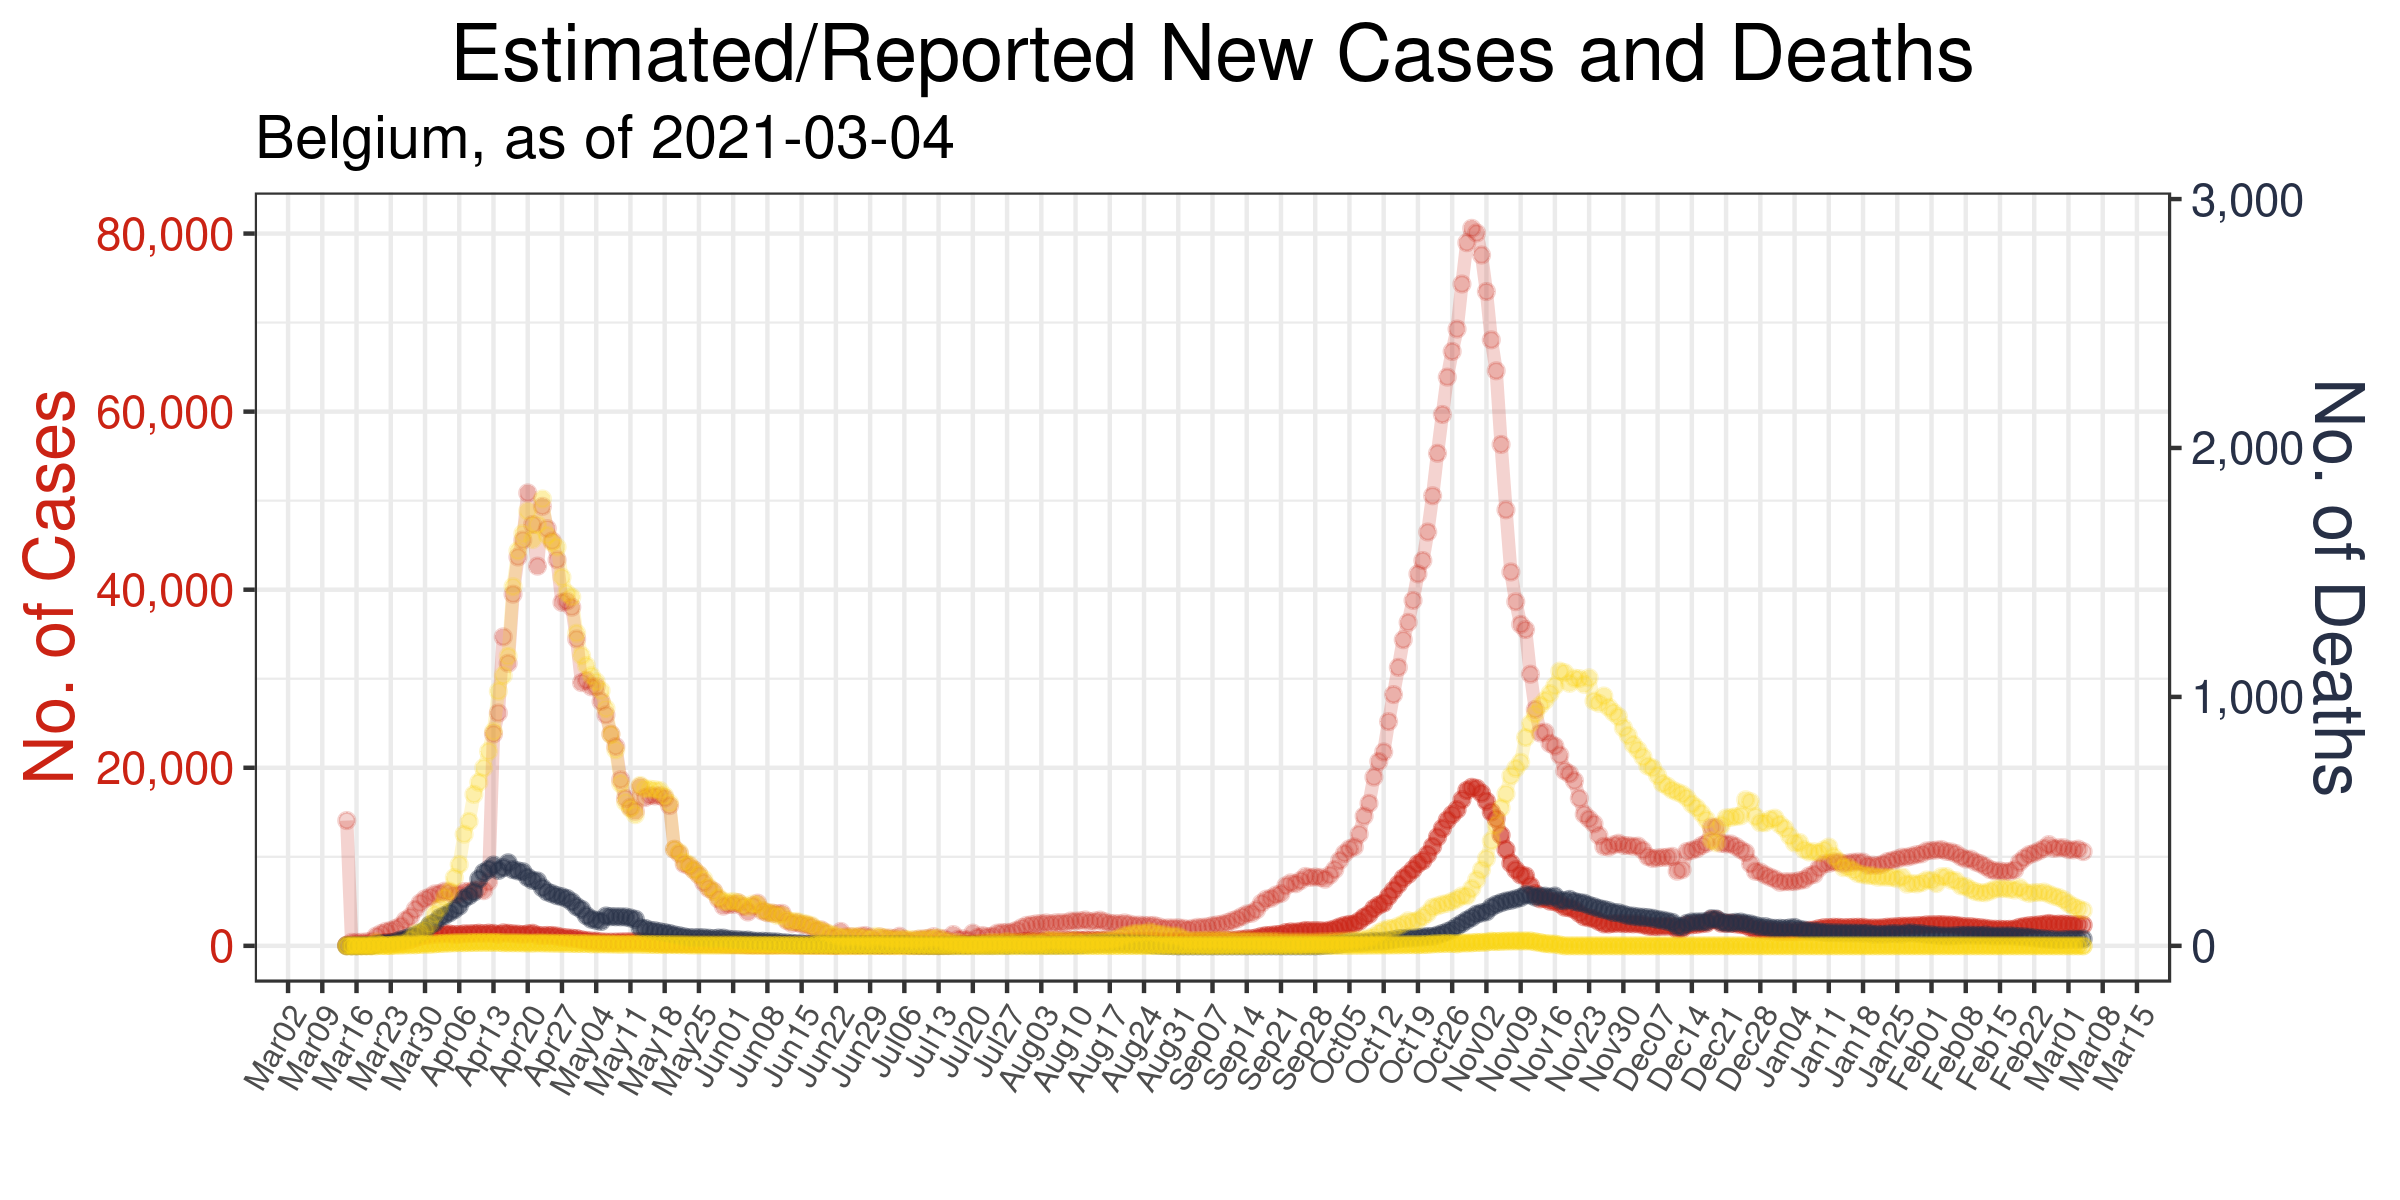 Estimated/Reported New Cases and Deaths
Belgium, as of 2021-03-04
No. of Cases
80,000
60,000
40,000
20,000
0
3,000
2,000
1,000
0
No. of Deaths
Mar02
Mar09
Mar16
Mar23
Mar30
Apr06
Apr13
Apr20
Apr27
May04
May11
May18
May25
Jun01
Jun08
Jun15
Jun22
Jun29
Jul06
Jul13
Jul20
Jul27
Aug03
Aug10
Aug17
Aug24
Aug31
Sep07
Sep14
Sep21
Sep28
Oct05
Oct12
Oct19
Oct26
Nov02
Nov09
Nov16
Nov23
Nov30
Dec07
Dec14
Dec21
Dec28
Jan04
Jan11
Jan18
Jan25
Feb01
Feb08
Feb15
Feb22
Mar01
Mar08
Mar15